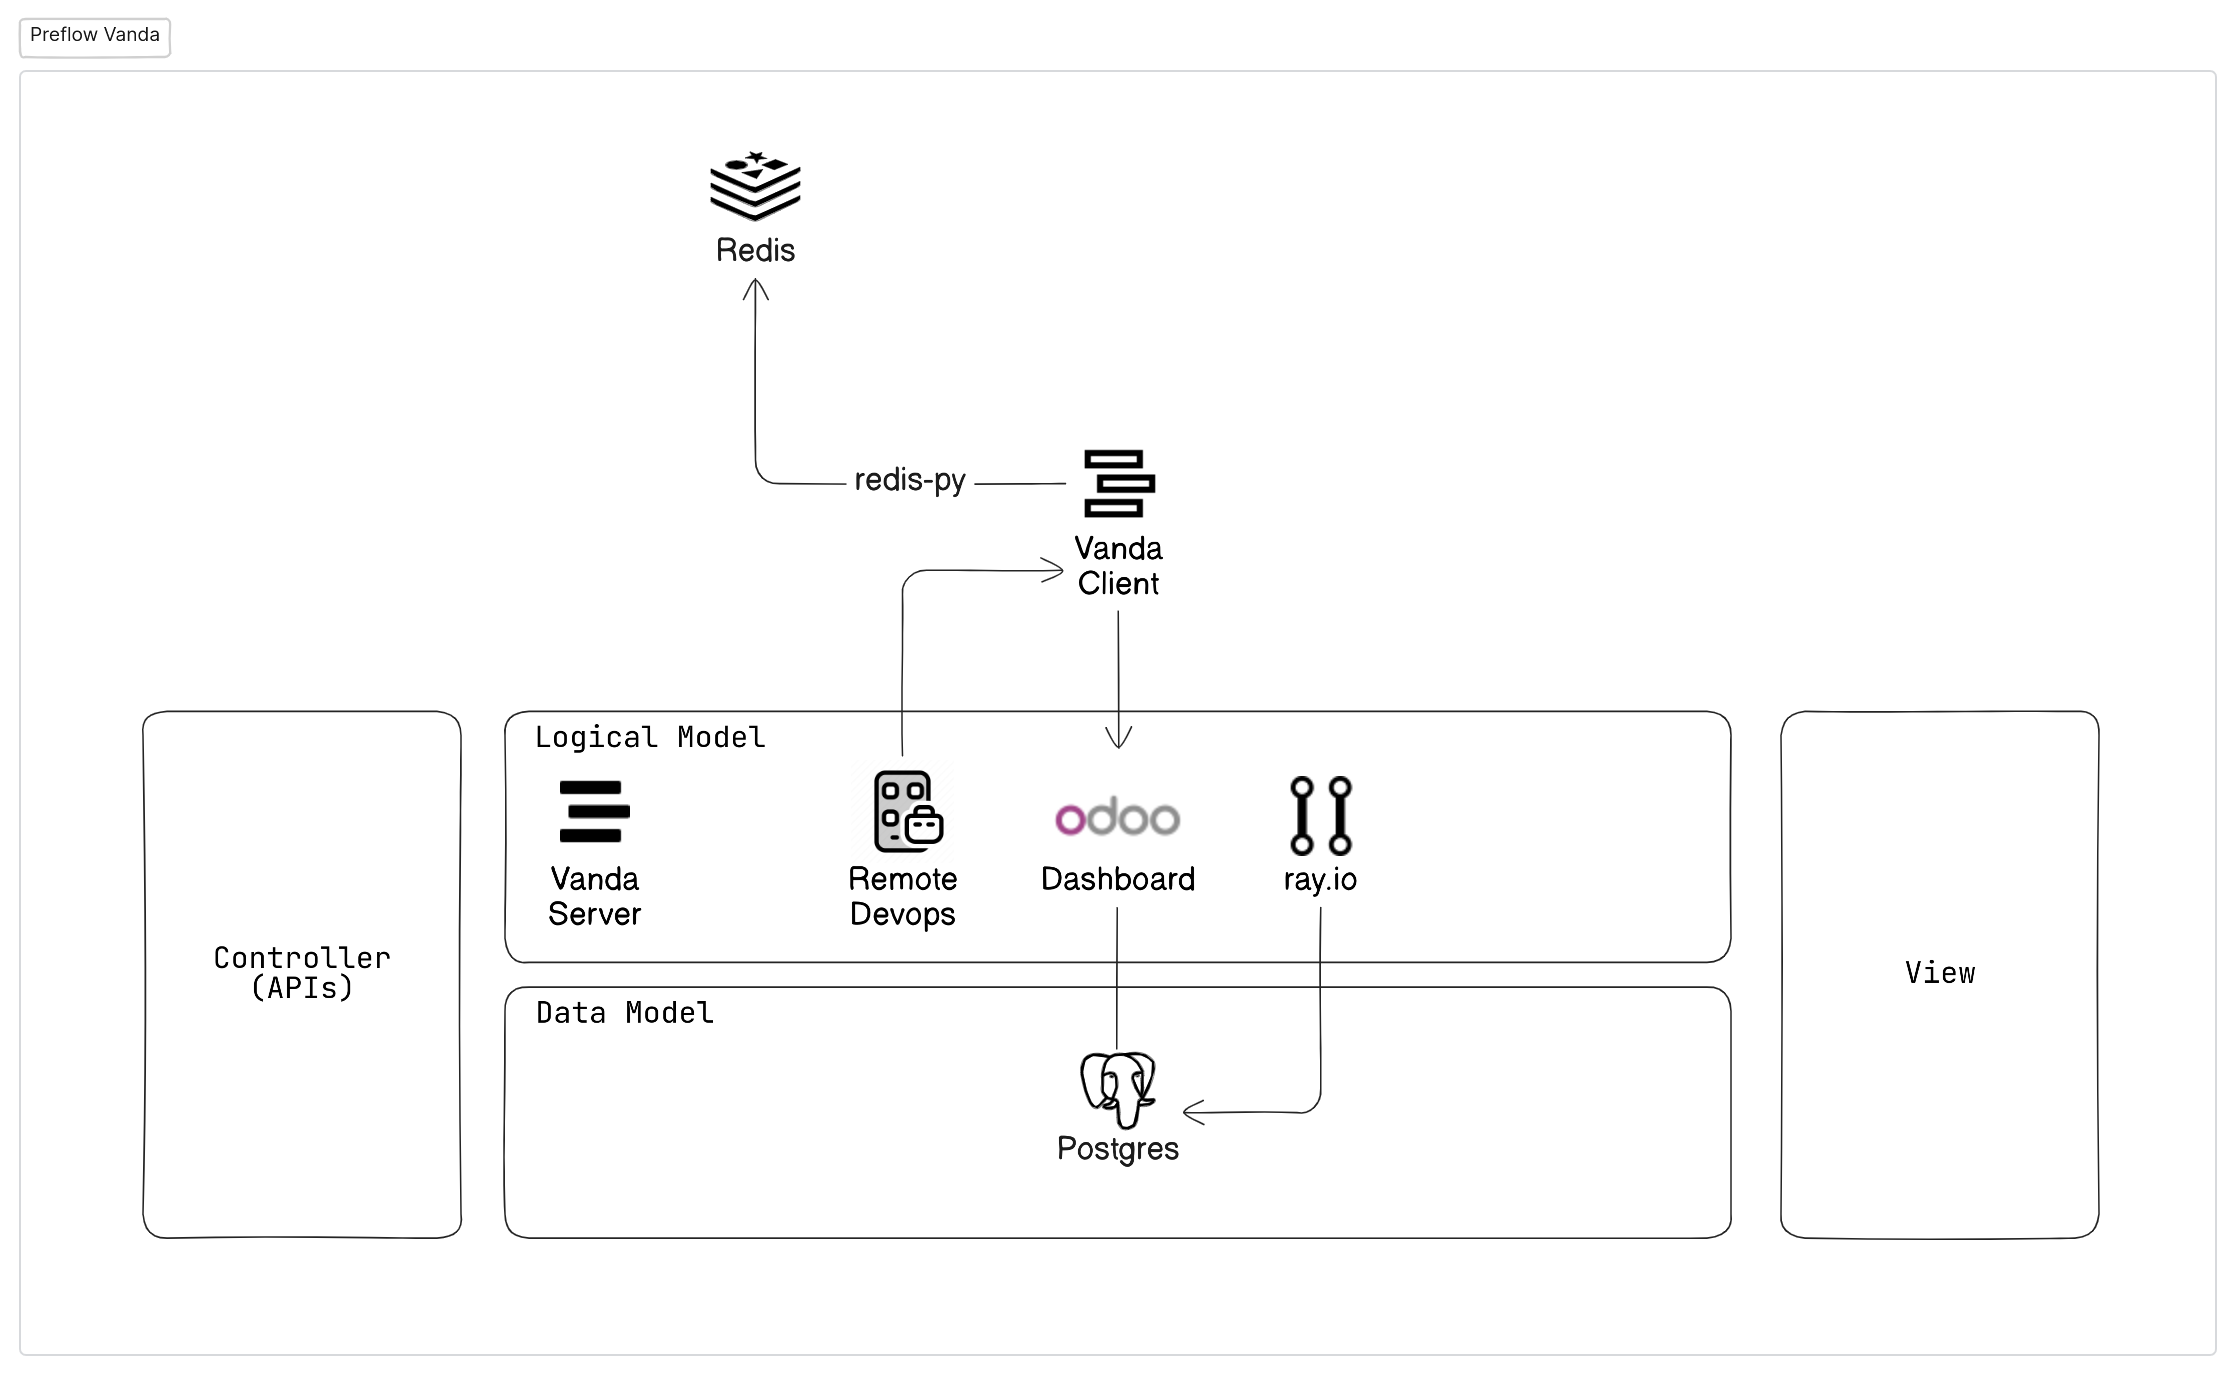 Preflow Vanda
Redis
redis-py
Vanda
Client
Logical Model
odoo
Vanda
Server
Remote
Devops
Dashboard
ray.io
Controller
(APIs)
Data Model
Postgres
View